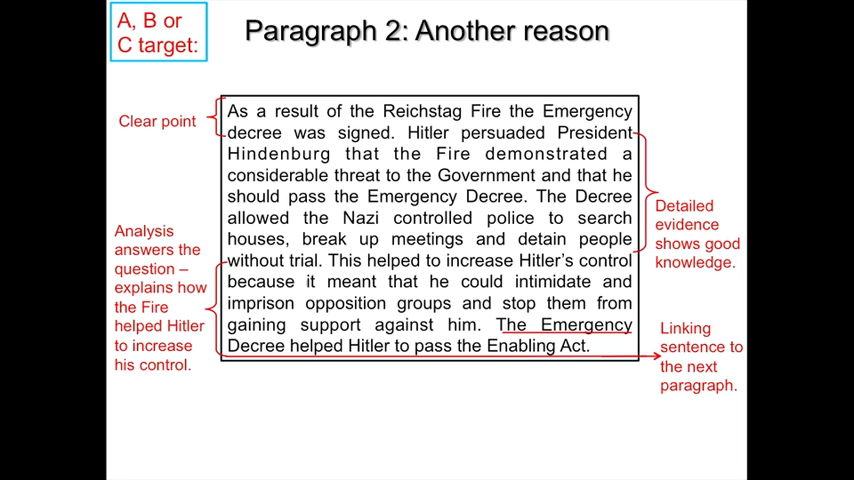 A, B or
C target:
Paragraph 2: Another reason
Clear point
As a result of the Reichstag Fire the Emergency
decree was signed. Hitler persuaded President
Hindenburg that the Fire demonstrated a
considerable threat to the Government and that he
should pass the Emergency Decree. The Decree
allowed the Nazi controlled police to search
houses, break up meetings and detain people
without trial. This helped to increase Hitler's control
because it meant that he could intimidate and
imprison opposition groups and stop them from
gaining support against him. The Emergency
Decree helped Hitler to pass the Enabling Act.
Analysis
answers the
question –
explains how
the Fire
helped Hitler
to increase
his control.
Detailed
evidence
shows good
knowledge.
Linking
sentence to
the next
paragraph.